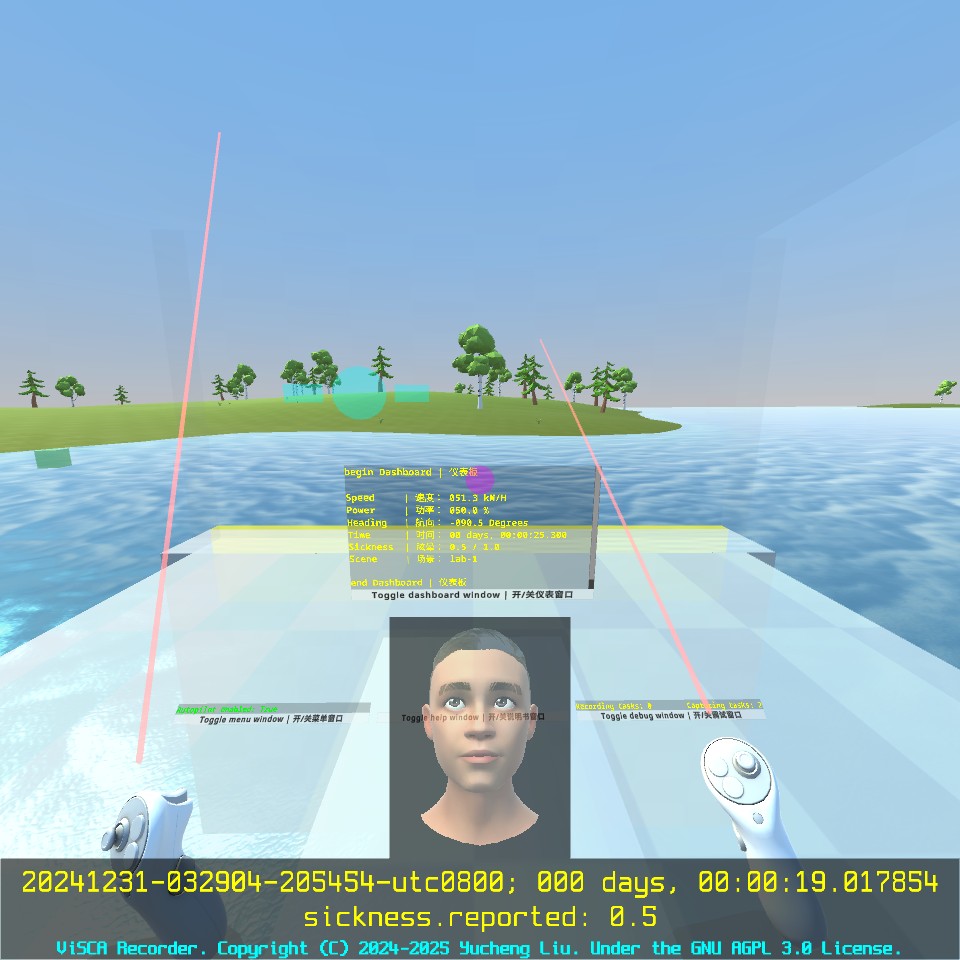 begin Dashboard | 仪表板
Speed | 速度: 051.3 kW/H
Power | 功率: 050.0 %
Heading | 航向: -090.5 Degrees
Time | 时间: 00 days, 00:00:25.300
Sickness | 晕: 0.5 / 1.0
Scene | 场景: lab-1
end Dashboard | 仪表板
Toggle dashboard window | 开/关仪表窗口
Autopilot enabled: True
Toggle menu window | 开/关菜单窗口
Toggle help window | 开/关说明书窗口
Recording tasks: 0 Capturing tasks: 2
Toggle debug window | 开/关调试窗口
20241231-032904-205454-utc0800; 000 days, 00:00:19.017854
sickness.reported: 0.5
ViSCA Recorder. Copyright (C) 2024-2025 Yucheng Liu. Under the GNU AGPL 3.0 License.